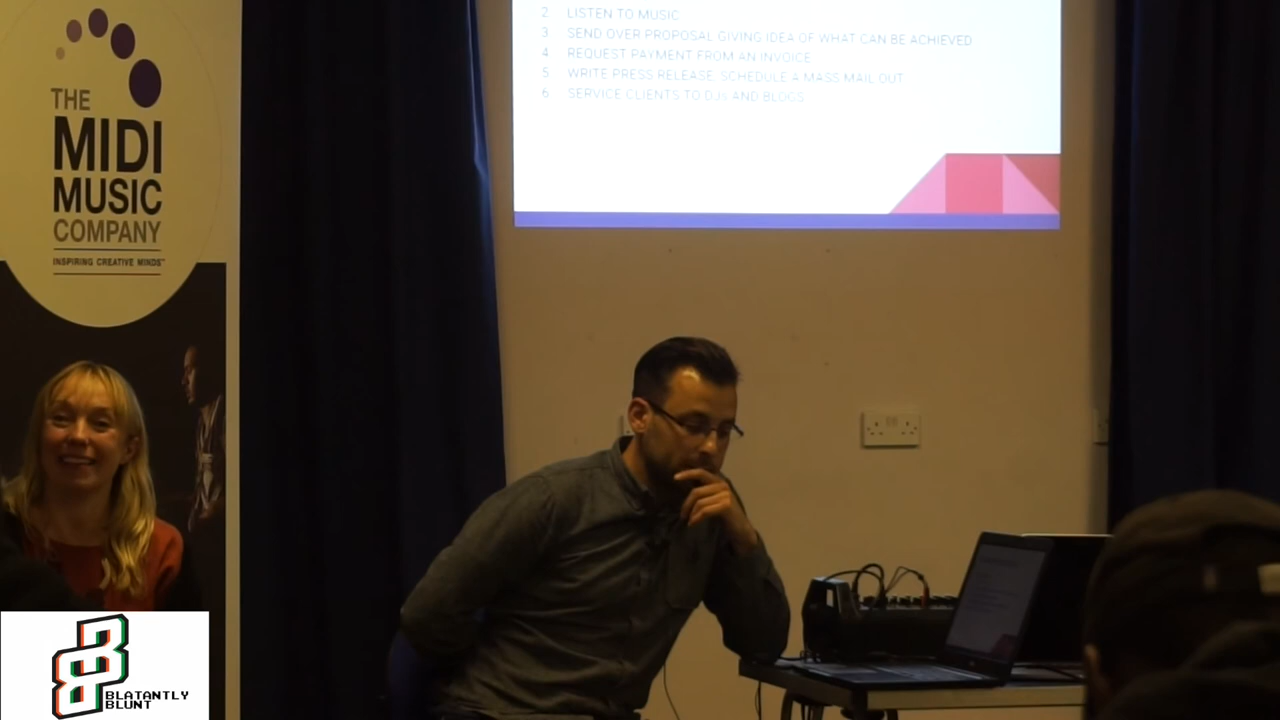 THE
MIDI
MUSIC
COMPANY
INSPIRING CREATIVE MINDS™
2 LISTEN TO MUSIC
3 SEND OVER PROPOSAL GIVING IDEA OF WHAT CAN BE ACHIEVED
4 REQUEST PAYMENT FROM AN INVOICE
5 WRITE PRESS RELEASE, SCHEDULE A MASS MAIL OUT
6 SERVICE CLIENTS TO DJs AND BLOGS
BLATANTLY
BLUNT